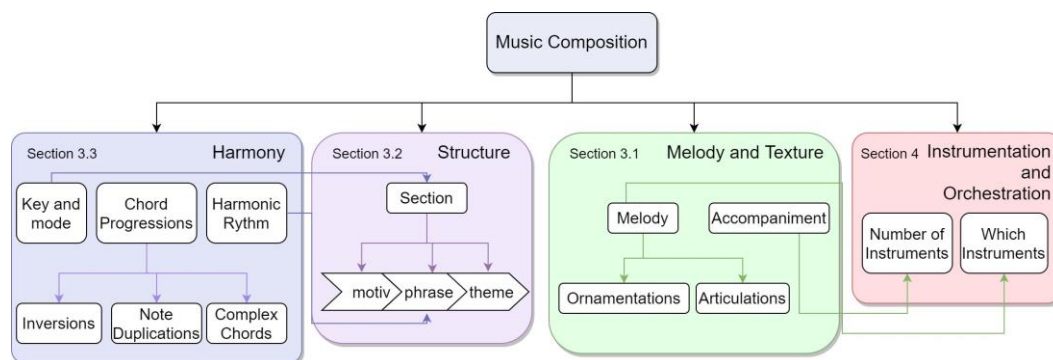 Music Composition
Section 3.3
Harmony
Key and
mode
Chord
Progressions
Harmonic
Rythm
Inversions
Note
Duplications
Complex
Chords
Section 3.2
Structure
Section
motiv
phrase
theme
Section 3.1
Melody and Texture
Melody
Accompaniment
Ornamentations
Articulations
Section 4
Instrumentation
and
Orchestration
Number of
Instruments
Which
Instruments